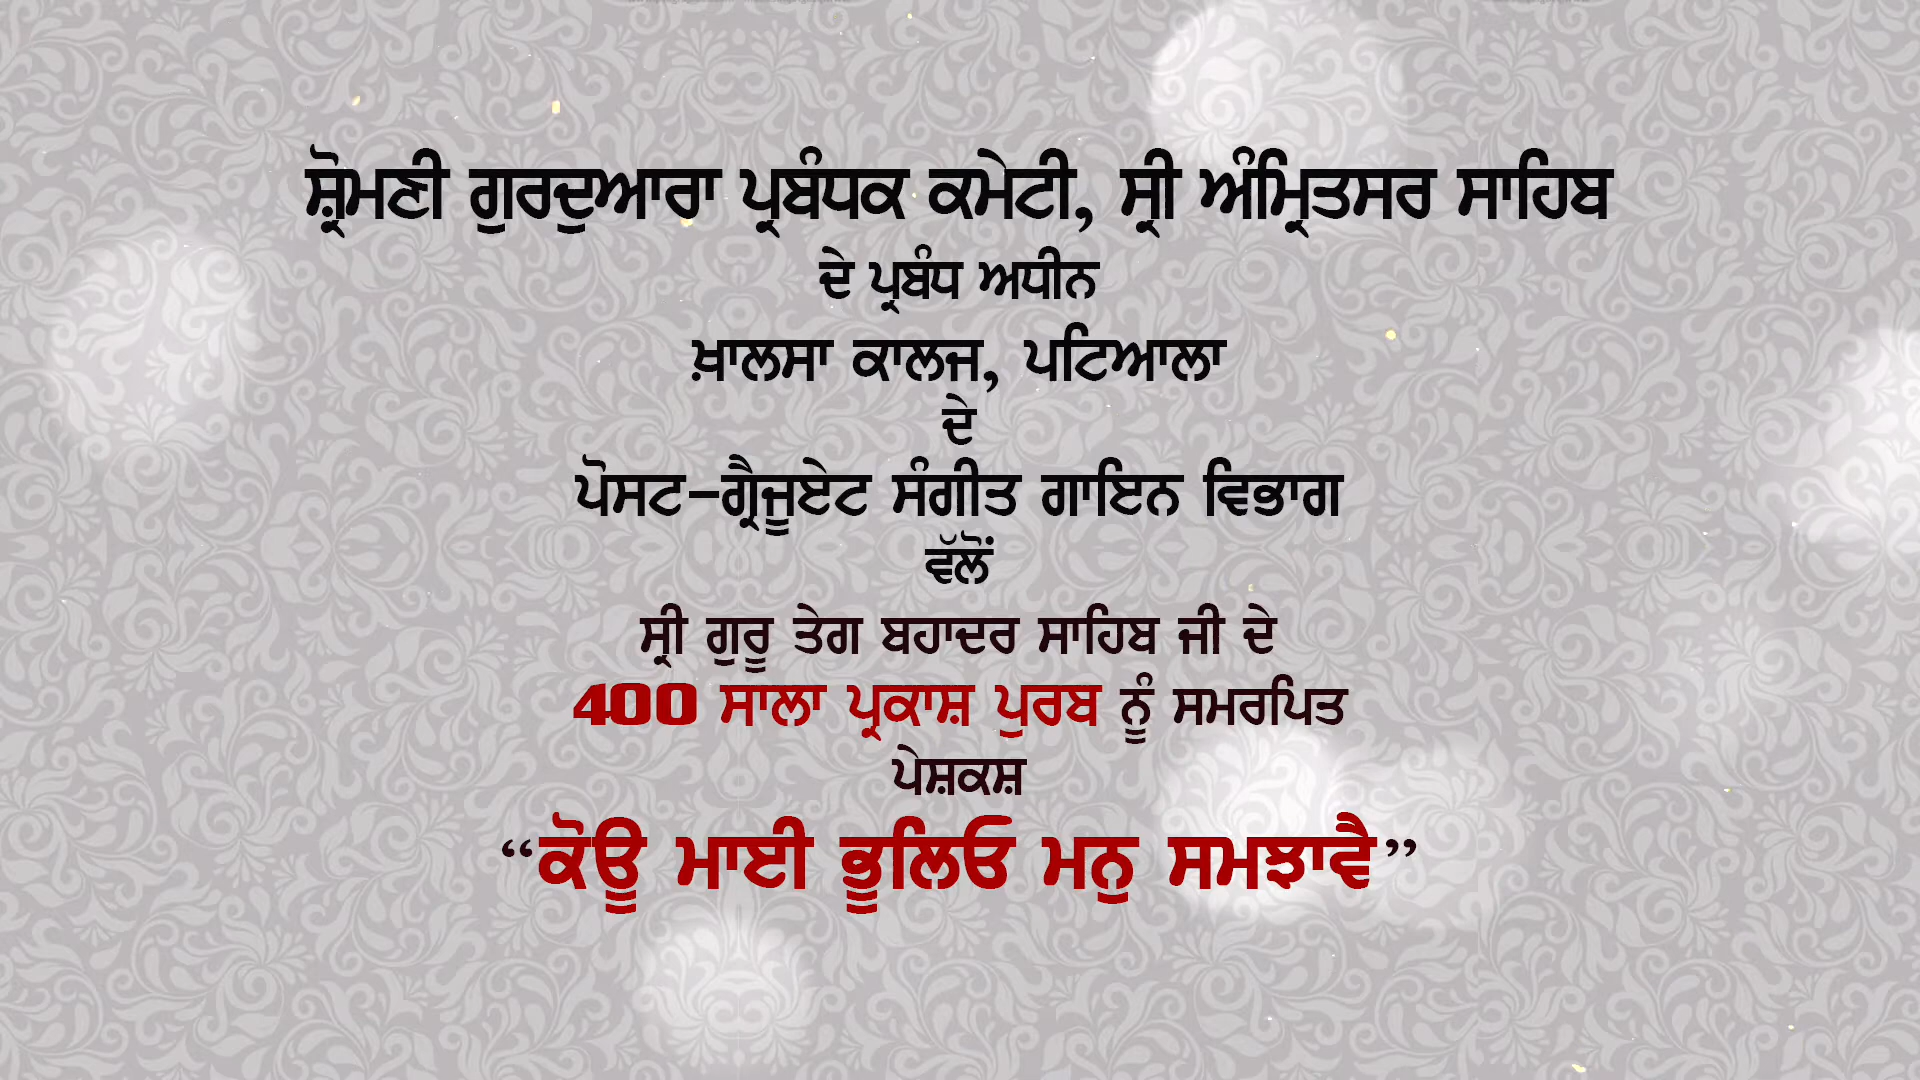 ਸ਼੍ਰੋਮਣੀ ਗੁਰਦੁਆਰਾ ਪ੍ਰਬੰਧਕ ਕਮੇਟੀ, ਸ੍ਰੀ ਅੰਮ੍ਰਿਤਸਰ ਸਾਹਿਬ
ਦੇ ਪ੍ਰਬੰਧ ਅਧੀਨ
ਖ਼ਾਲਸਾ ਕਾਲਜ, ਪਟਿਆਲਾ
ਦੇ
ਪੋਸਟ-ਗ੍ਰੈਜੂਏਟ ਸੰਗੀਤ ਗਾਇਨ ਵਿਭਾਗ
ਵੱਲੋਂ
ਸ੍ਰੀ ਗੁਰੂ ਤੇਗ ਬਹਾਦਰ ਸਾਹਿਬ ਜੀ ਦੇ
400 ਸਾਲਾ ਪ੍ਰਕਾਸ਼ ਪੁਰਬ ਨੂੰ ਸਮਰਪਿਤ
ਪੇਸ਼ਕਸ਼
“ਕੋਊ ਮਾਈ ਭੂਲਿਓ ਮਨੁ ਸਮਝਾਵੈ”